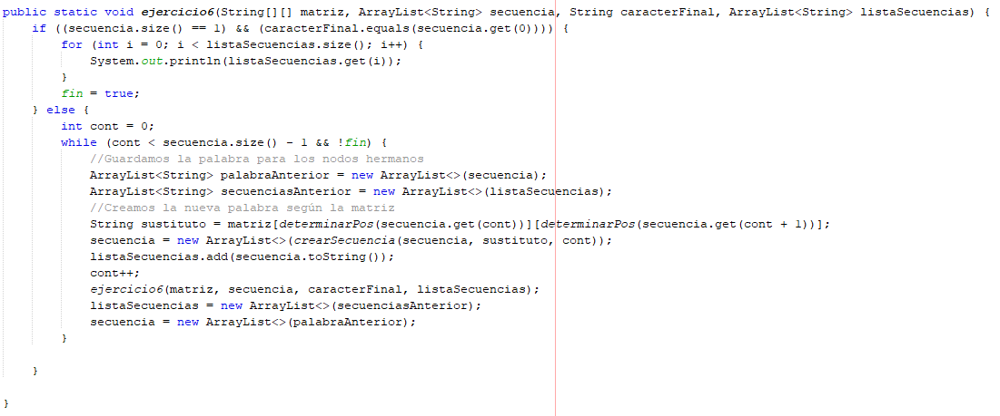 public static void ejercicio6(String[][] matriz, ArrayList<String> secuencia, String caracterFinal, ArrayList<String> listaSecuencias) {
if ((secuencia.size() == 1) && (caracterFinal.equals(secuencia.get(0)))) {
for (int i = 0; i < listaSecuencias.size(); i++) {
System.out.println(listaSecuencias.get(i));
}
fin = true;
} else {
int cont = 0;
while (cont < secuencia.size() - 1 && !fin) {
//Guardamos la palabra para los nodos hermanos
ArrayList<String> palabraAnterior = new ArrayList<>(secuencia);
ArrayList<String> secuenciasAnterior = new ArrayList<>(listaSecuencias);
//Creamos la nueva palabra según la matriz
String sustituto = matriz[determinarPos(secuencia.get(cont))][determinarPos(secuencia.get(cont + 1))];
secuencia = new ArrayList<>(crearSecuencia(secuencia, sustituto, cont));
listaSecuencias.add(secuencia.toString());
cont++;
ejercicio6(matriz, secuencia, caracterFinal, listaSecuencias);
listaSecuencias = new ArrayList<>(secuenciasAnterior);
secuencia = new ArrayList<>(palabraAnterior);
}
}
}